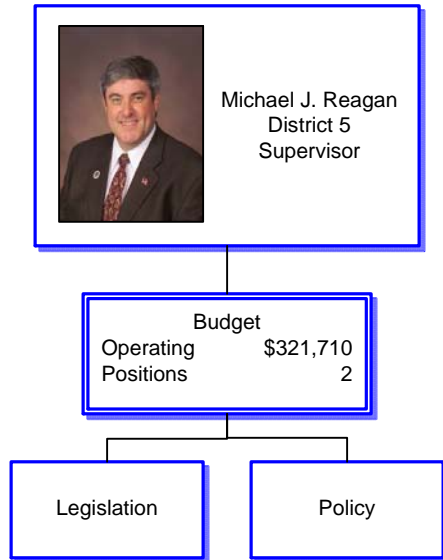 Michael J. Reagan
District 5
Supervisor
Budget
Operating $321,710
Positions 2
Legislation
Policy